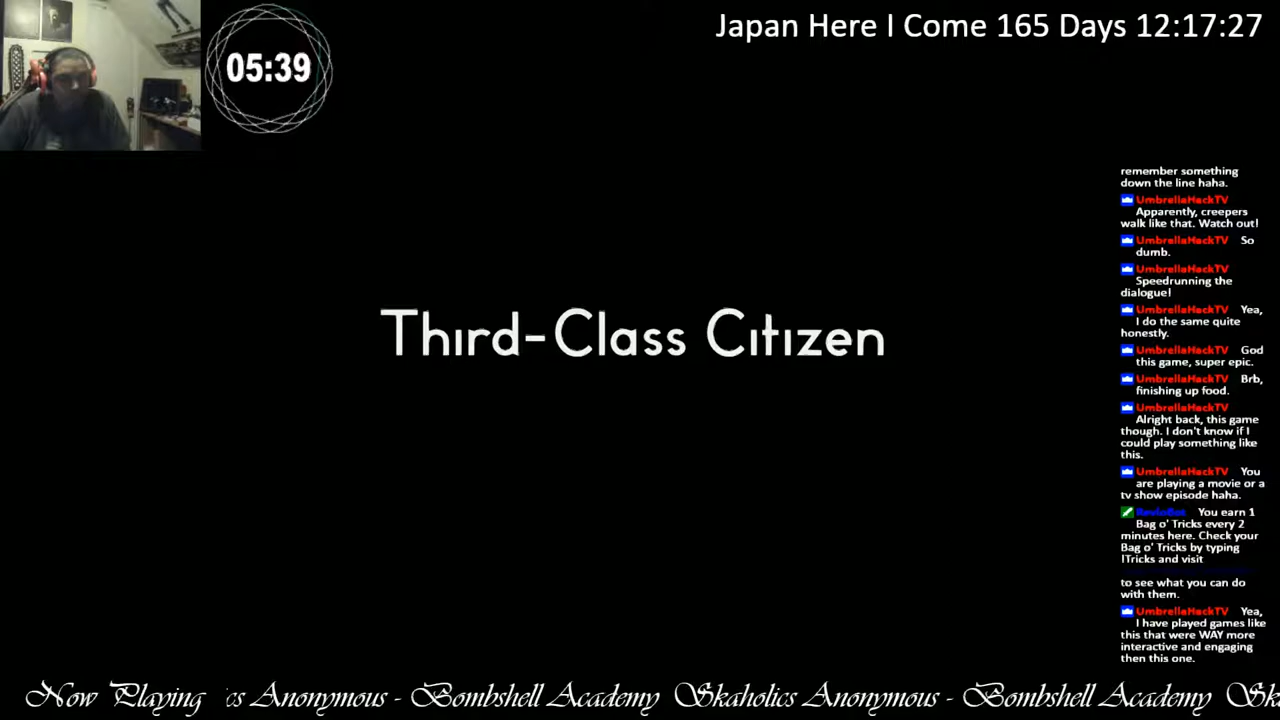 Japan Here I Come 165 Days 12:17:27
05:39
remember something
down the line haha.
UmbrellaHackTV
Apparently, creepers
walk like that. Watch out!
UmbrellaHackTV So
dumb.
UmbrellaHackTV
Speedrunning the
dialogue!
UmbrellaHackTV Yea,
I do the same quite
honestly.
UmbrellaHackTV God
this game, super epic.
UmbrellaHackTV Brb,
finishing up food.
UmbrellaHackTV
Alright back, this game
though. I don't know if I
could play something like
this.
UmbrellaHackTV You
are playing a movie or a
tv show episode haha.
RevloBot You earn 1
Bag o' Tricks every 2
minutes here. Check your
Bag o' Tricks by typing
!Tricks and visit
to see what you can do
with them.
UmbrellaHackTV Yea,
I have played games like
this that were WAY more
interactive and engaging
then this one.
Third-Class Citizen
Now Playing cs Anonymous - Bombshell Academy Skaholics Anonymous - Bombshell Academy Sk